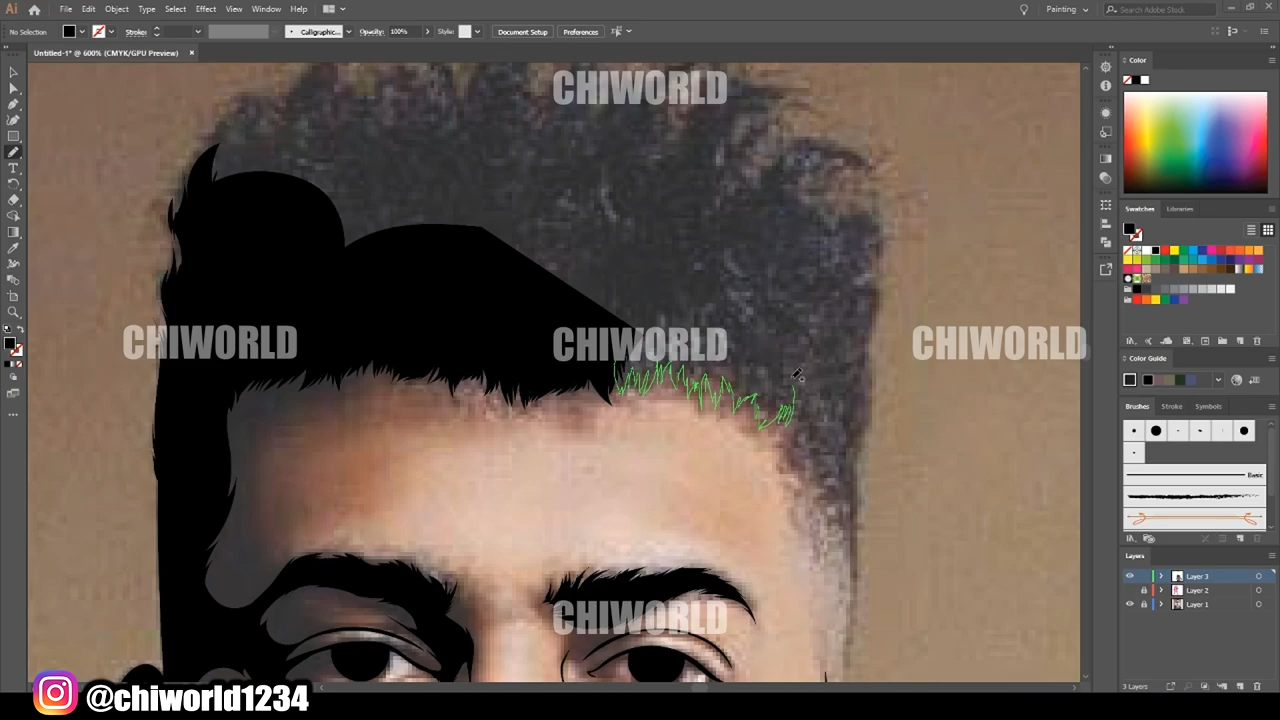 Ai File Edit Object Type Select Effect View Window Help Painting Search Adobe Stock
No Selection Stroke: Calligraphic... Opacity: 100% Style: Document Setup Preferences
Untitled-1* @ 600% (CMYK/GPU Preview) ×
Color
Swatches Libraries
Color Guide
Brushes Stroke Symbols
Basic
Layers
Layer 3
Layer 2
Layer 1
3 Layers
CHIWORLD
CHIWORLD
CHIWORLD
CHIWORLD
CHIWORLD
@chiworld1234